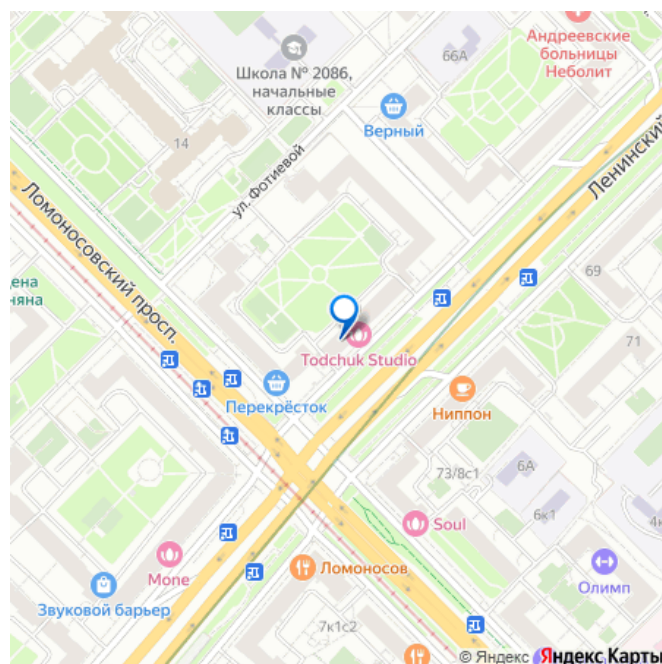 Андреевские
больницы
Неболит
66А
Школа № 2086,
начальные
классы
Верный
14
ул. Фотиевой
Ленинский
Ломоносовский просп.
69
71
Todchuk Studio
Перекрёсток
Ниппон
73/8с1
6А
6к1
Soul
Mone
Ломоносов
Олимп
Звуковой барьер
7к1с2
© Яндекс Яндекс Карты